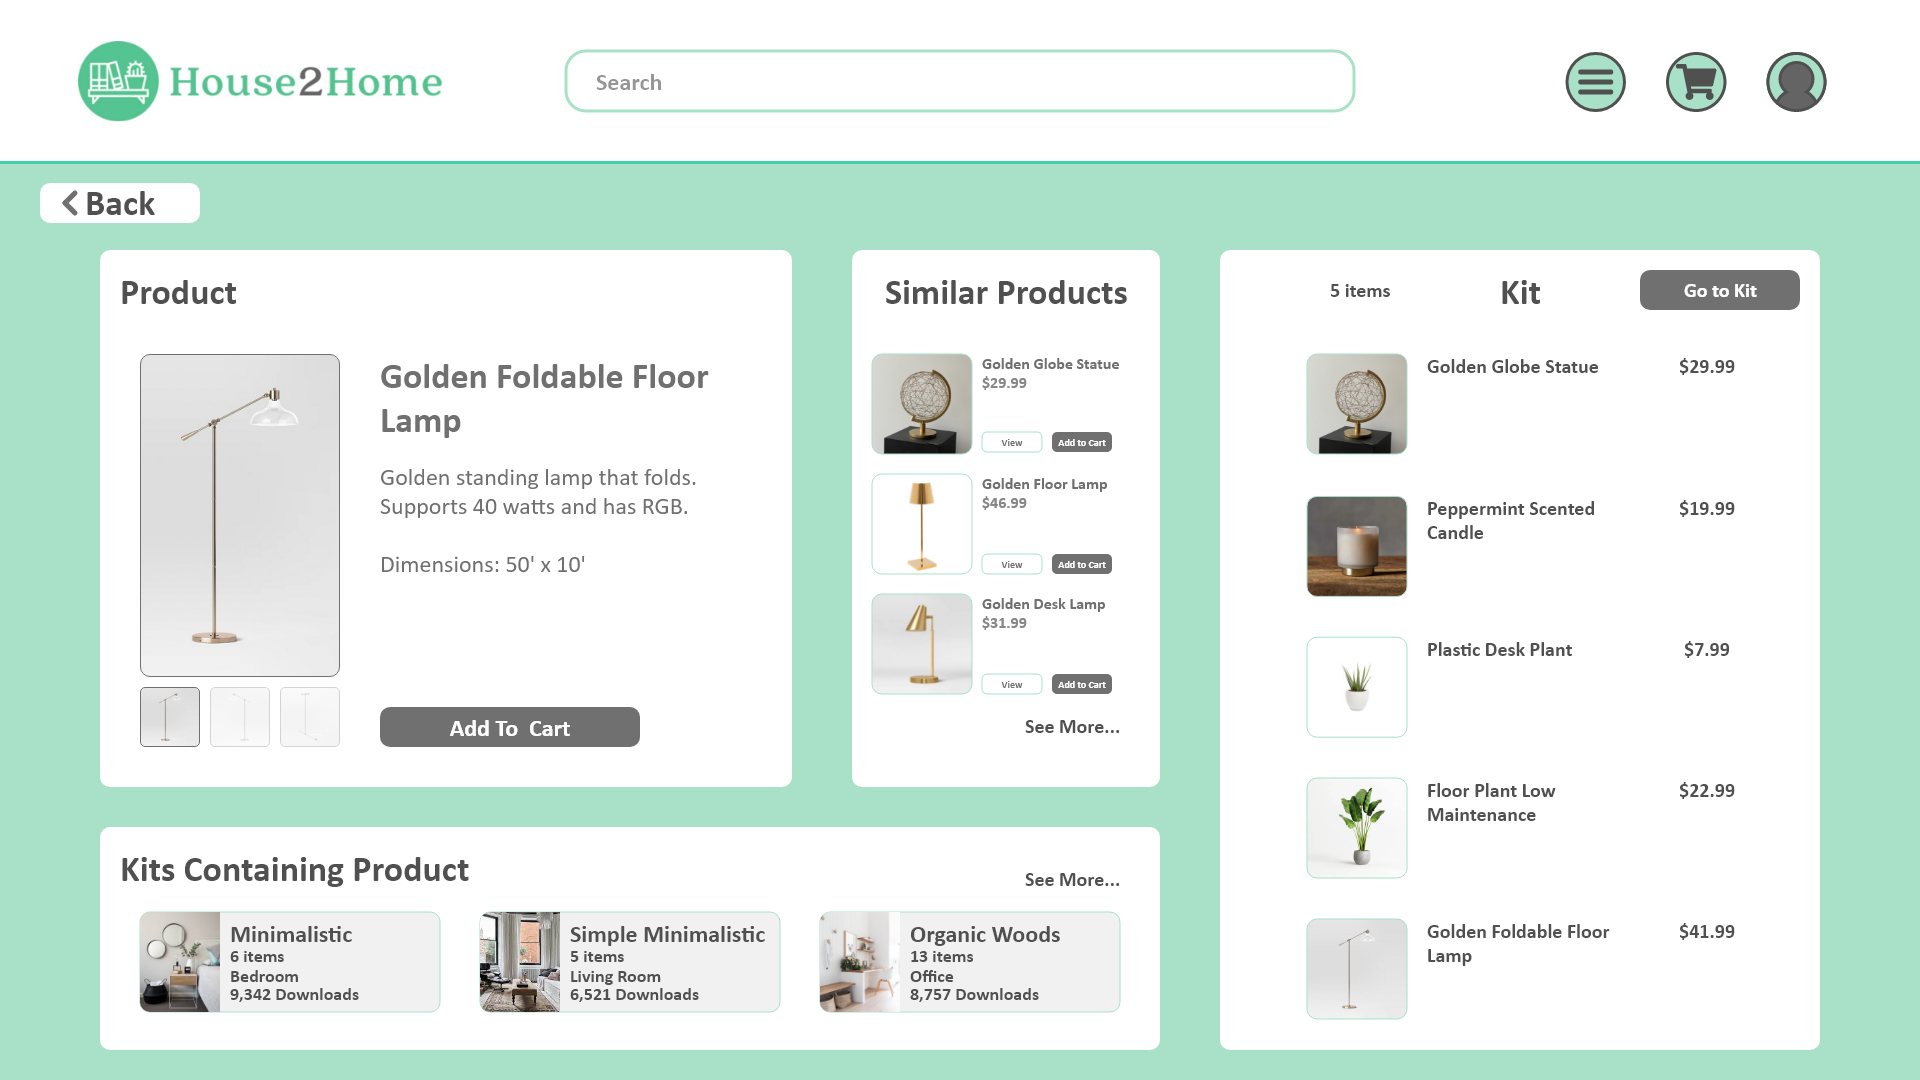 House2Home
Search
Back
Product
Golden Foldable Floor
Lamp
Golden standing lamp that folds.
Supports 40 watts and has RGB.
Dimensions: 50' x 10'
Add To  Cart
Similar Products
Golden Globe Statue
$29.99
View
Add to Cart
Golden Floor Lamp
$46.99
View
Add to Cart
Golden Desk Lamp
$31.99
View
Add to Cart
See More...
Kits Containing Product
See More...
Minimalistic
6 items
Bedroom
9,342 Downloads
Simple Minimalistic
5 items
Living Room
6,521 Downloads
Organic Woods
13 items
Office
8,757 Downloads
5 items
Kit
Go to Kit
Golden Globe Statue
$29.99
Peppermint Scented
Candle
$19.99
Plastic Desk Plant
$7.99
Floor Plant Low
Maintenance
$22.99
Golden Foldable Floor
Lamp
$41.99